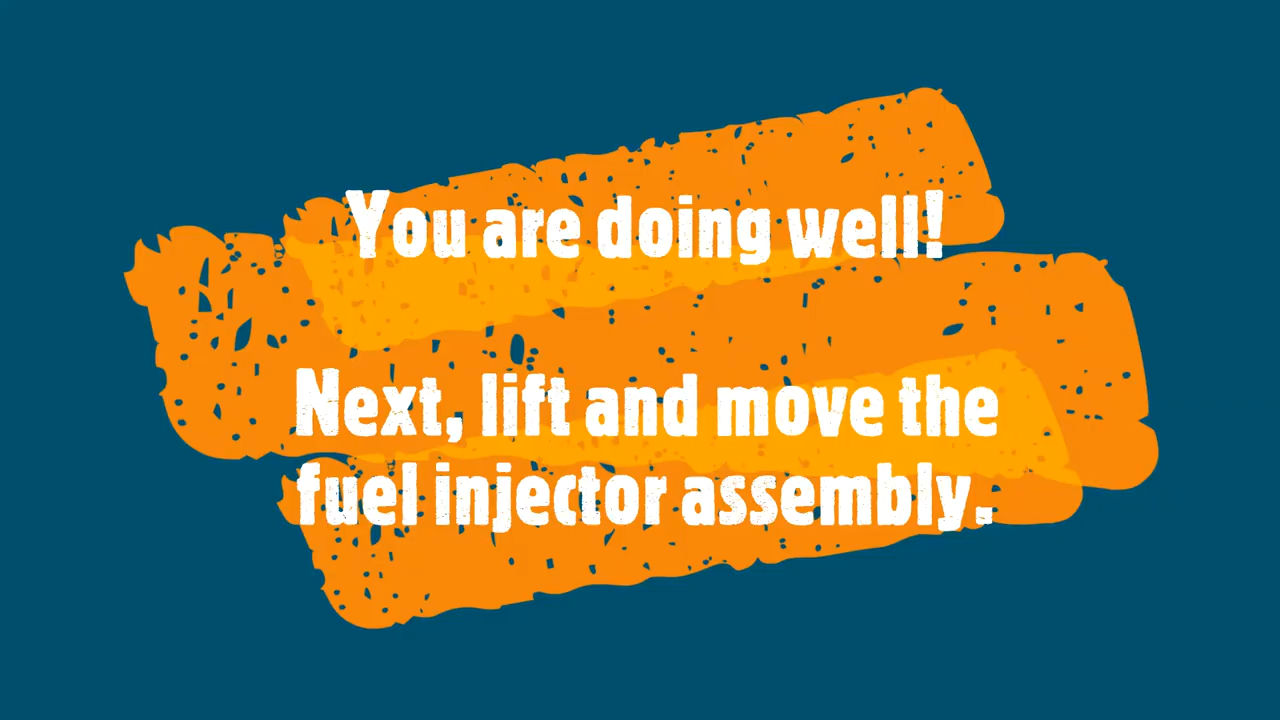 You are doing well!
Next, lift and move the
fuel injector assembly.